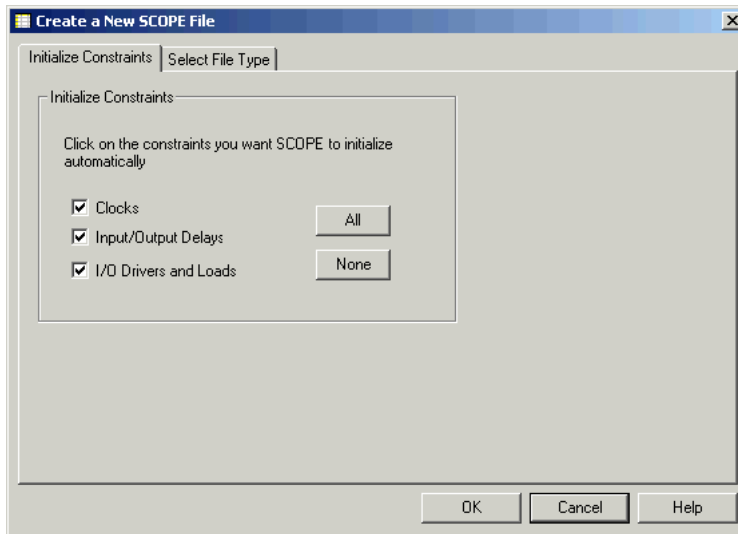 Create a New SCOPE File
Initialize Constraints
Select File Type
Initialize Constraints
Click on the constraints you want SCOPE to initialize
automatically
Clocks
All
Input/Output Delays
None
I/O Drivers and Loads
OK
Cancel
Help